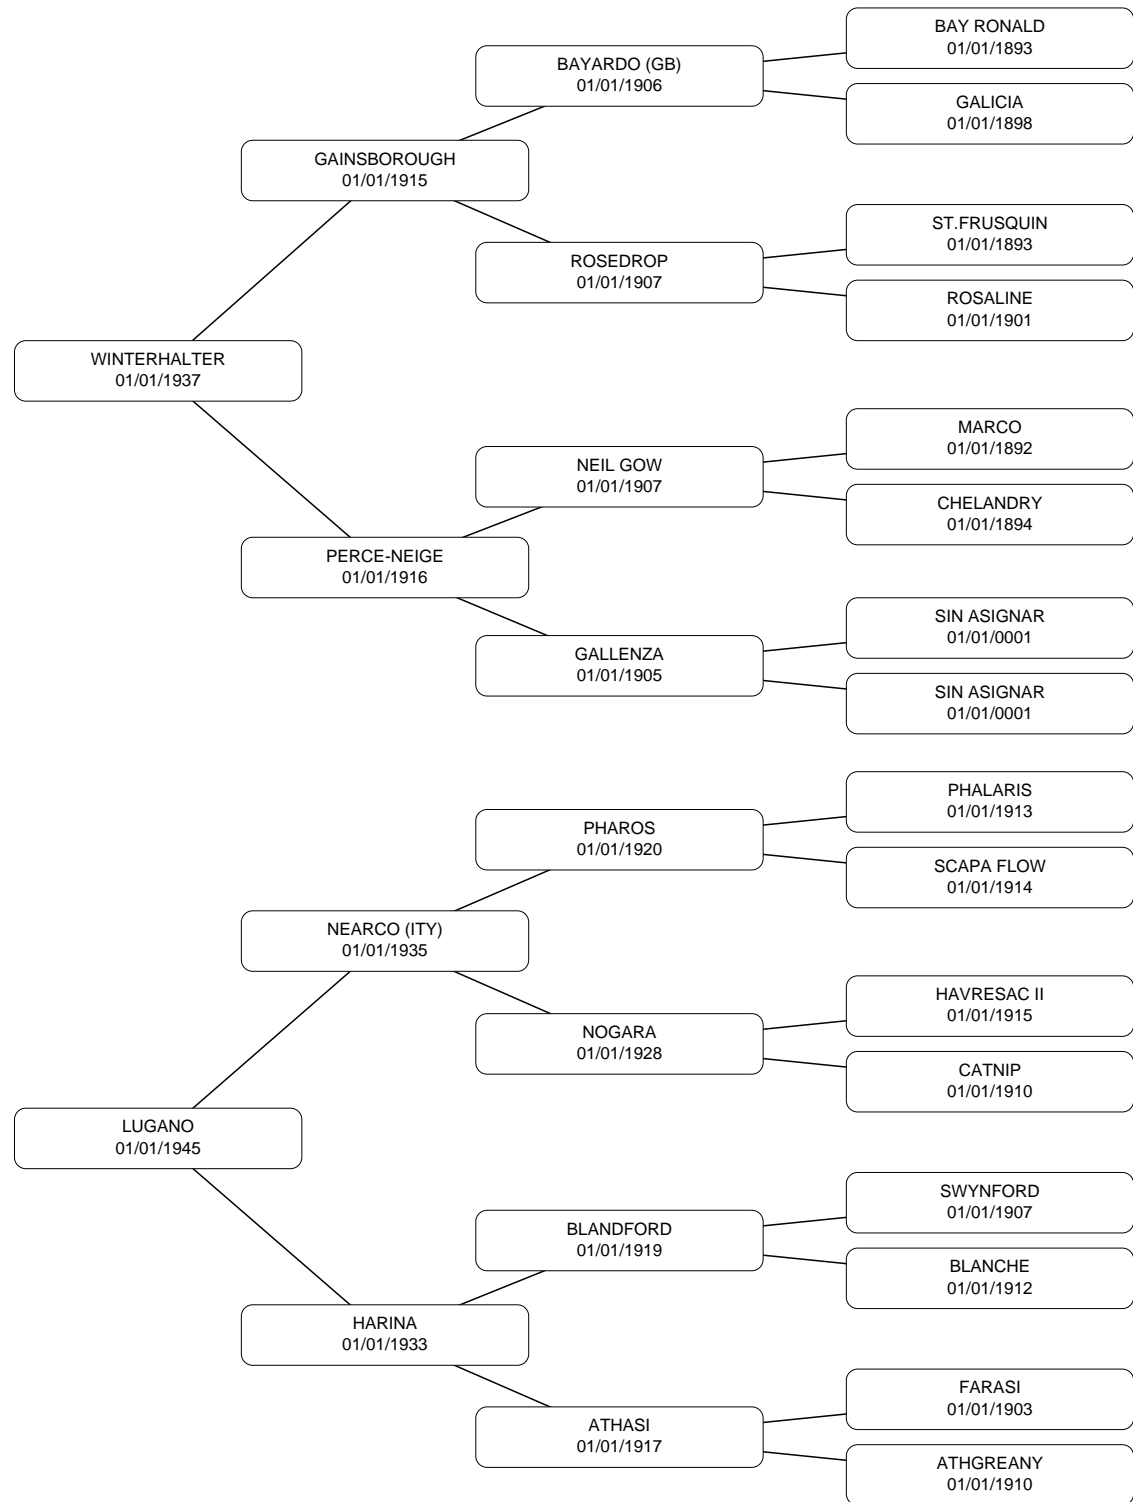 BAY RONALD
01/01/1893
BAYARDO (GB)
01/01/1906
GALICIA
01/01/1898
GAINSBOROUGH
01/01/1915
ST.FRUSQUIN
01/01/1893
ROSEDROP
01/01/1907
ROSALINE
01/01/1901
WINTERHALTER
01/01/1937
MARCO
01/01/1892
NEIL GOW
01/01/1907
CHELANDRY
01/01/1894
PERCE-NEIGE
01/01/1916
SIN ASIGNAR
01/01/0001
GALLENZA
01/01/1905
SIN ASIGNAR
01/01/0001
PHALARIS
01/01/1913
PHAROS
01/01/1920
SCAPA FLOW
01/01/1914
NEARCO (ITY)
01/01/1935
HAVRESAC II
01/01/1915
NOGARA
01/01/1928
CATNIP
01/01/1910
LUGANO
01/01/1945
SWYNFORD
01/01/1907
BLANDFORD
01/01/1919
BLANCHE
01/01/1912
HARINA
01/01/1933
FARASI
01/01/1903
ATHASI
01/01/1917
ATHGREANY
01/01/1910